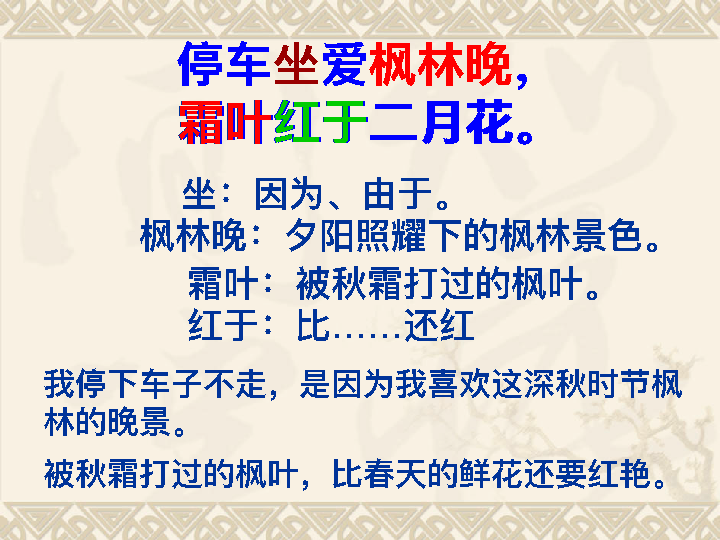 停车坐爱枫林晚，
霜叶红于二月花。
坐：因为、由于。
枫林晚：夕阳照耀下的枫林景色。
霜叶：被秋霜打过的枫叶。
红于：比……还红
我停下车子不走，是因为我喜欢这深秋时节枫
林的晚景。
被秋霜打过的枫叶，比春天的鲜花还要红艳。